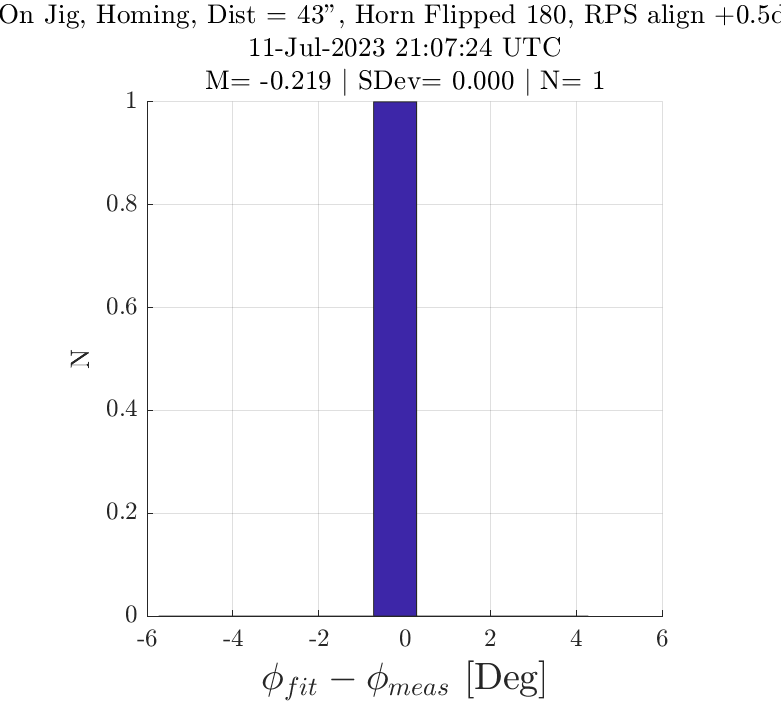 On Jig, Homing, Dist = 43”, Horn Flipped 180, RPS align +0.5d
11-Jul-2023 21:07:24 UTC
M= -0.219 | SDev= 0.000 | N= 1
1
0.8
0.6
0.4
0.2
0
N
-6 -4 -2 0 2 4 6
ϕfit − ϕmeas [Deg]